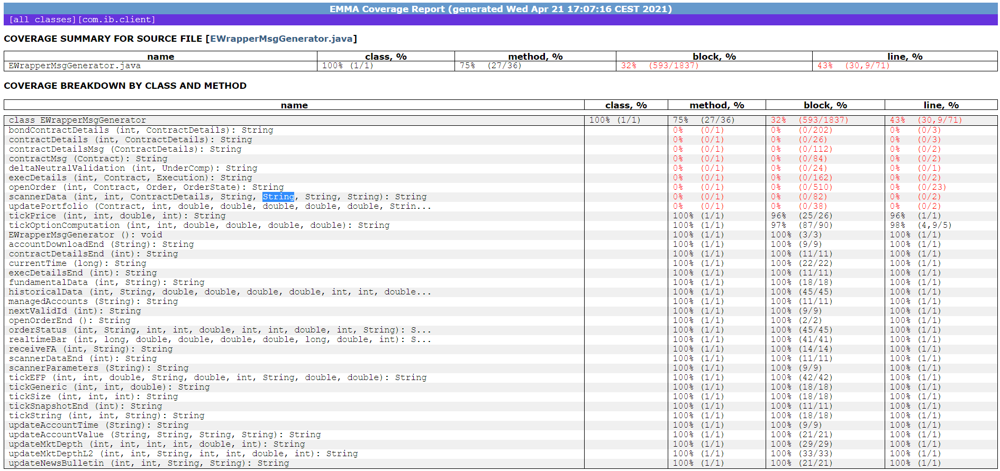 EMMA Coverage Report (generated Wed Apr 21 17:07:16 CEST 2021)
[all classes][com.ib.client]
COVERAGE SUMMARY FOR SOURCE FILE [EWrapperMsgGenerator.java]
name class, % method, % block, % line, %
EWrapperMsgGenerator.java 100% (1/1) 75% (27/36) 32% (593/1837) 43% (30,9/71)
COVERAGE BREAKDOWN BY CLASS AND METHOD
name class, % method, % block, % line, %
class EWrapperMsgGenerator 100% (1/1) 75% (27/36) 32% (593/1837) 43% (30,9/71)
bondContractDetails (int, ContractDetails): String 0% (0/1) 0% (0/202) 0% (0/3)
contractDetails (int, ContractDetails): String 0% (0/1) 0% (0/26) 0% (0/3)
contractDetailsMsg (ContractDetails): String 0% (0/1) 0% (0/112) 0% (0/2)
contractMsg (Contract): String 0% (0/1) 0% (0/84) 0% (0/2)
deltaNeutralValidation (int, UnderComp): String 0% (0/1) 0% (0/24) 0% (0/1)
execDetails (int, Contract, Execution): String 0% (0/1) 0% (0/162) 0% (0/2)
openOrder (int, Contract, Order, OrderState): String 0% (0/1) 0% (0/510) 0% (0/23)
scannerData (int, int, ContractDetails, String, String, String, String): String 0% (0/1) 0% (0/82) 0% (0/2)
updatePortfolio (Contract, int, double, double, double, double, double, Strin... 0% (0/1) 0% (0/38) 0% (0/2)
tickPrice (int, int, double, int): String 100% (1/1) 96% (25/26) 96% (1/1)
tickOptionComputation (int, int, double, double, double, double): String 100% (1/1) 97% (87/90) 98% (4,9/5)
EWrapperMsgGenerator (): void 100% (1/1) 100% (3/3) 100% (1/1)
accountDownloadEnd (String): String 100% (1/1) 100% (9/9) 100% (1/1)
contractDetailsEnd (int): String 100% (1/1) 100% (11/11) 100% (1/1)
currentTime (long): String 100% (1/1) 100% (22/22) 100% (1/1)
execDetailsEnd (int): String 100% (1/1) 100% (11/11) 100% (1/1)
fundamentalData (int, String): String 100% (1/1) 100% (18/18) 100% (1/1)
historicalData (int, String, double, double, double, double, int, int, double... 100% (1/1) 100% (45/45) 100% (1/1)
managedAccounts (String): String 100% (1/1) 100% (11/11) 100% (1/1)
nextValidId (int): String 100% (1/1) 100% (9/9) 100% (1/1)
openOrderEnd (): String 100% (1/1) 100% (2/2) 100% (1/1)
orderStatus (int, String, int, int, double, int, int, double, int, String): S... 100% (1/1) 100% (45/45) 100% (1/1)
realtimeBar (int, long, double, double, double, double, long, double, int): S... 100% (1/1) 100% (41/41) 100% (1/1)
receiveFA (int, String): String 100% (1/1) 100% (14/14) 100% (1/1)
scannerDataEnd (int): String 100% (1/1) 100% (11/11) 100% (1/1)
scannerParameters (String): String 100% (1/1) 100% (9/9) 100% (1/1)
tickEFP (int, int, double, String, double, int, String, double, double): String 100% (1/1) 100% (42/42) 100% (1/1)
tickGeneric (int, int, double): String 100% (1/1) 100% (18/18) 100% (1/1)
tickSize (int, int, int): String 100% (1/1) 100% (18/18) 100% (1/1)
tickSnapshotEnd (int): String 100% (1/1) 100% (11/11) 100% (1/1)
tickString (int, int, String): String 100% (1/1) 100% (18/18) 100% (1/1)
updateAccountTime (String): String 100% (1/1) 100% (9/9) 100% (1/1)
updateAccountValue (String, String, String, String): String 100% (1/1) 100% (21/21) 100% (1/1)
updateMktDepth (int, int, int, int, double, int): String 100% (1/1) 100% (29/29) 100% (1/1)
updateMktDepthL2 (int, int, String, int, int, double, int): String 100% (1/1) 100% (33/33) 100% (1/1)
updateNewsBulletin (int, int, String, String): String 100% (1/1) 100% (21/21) 100% (1/1)